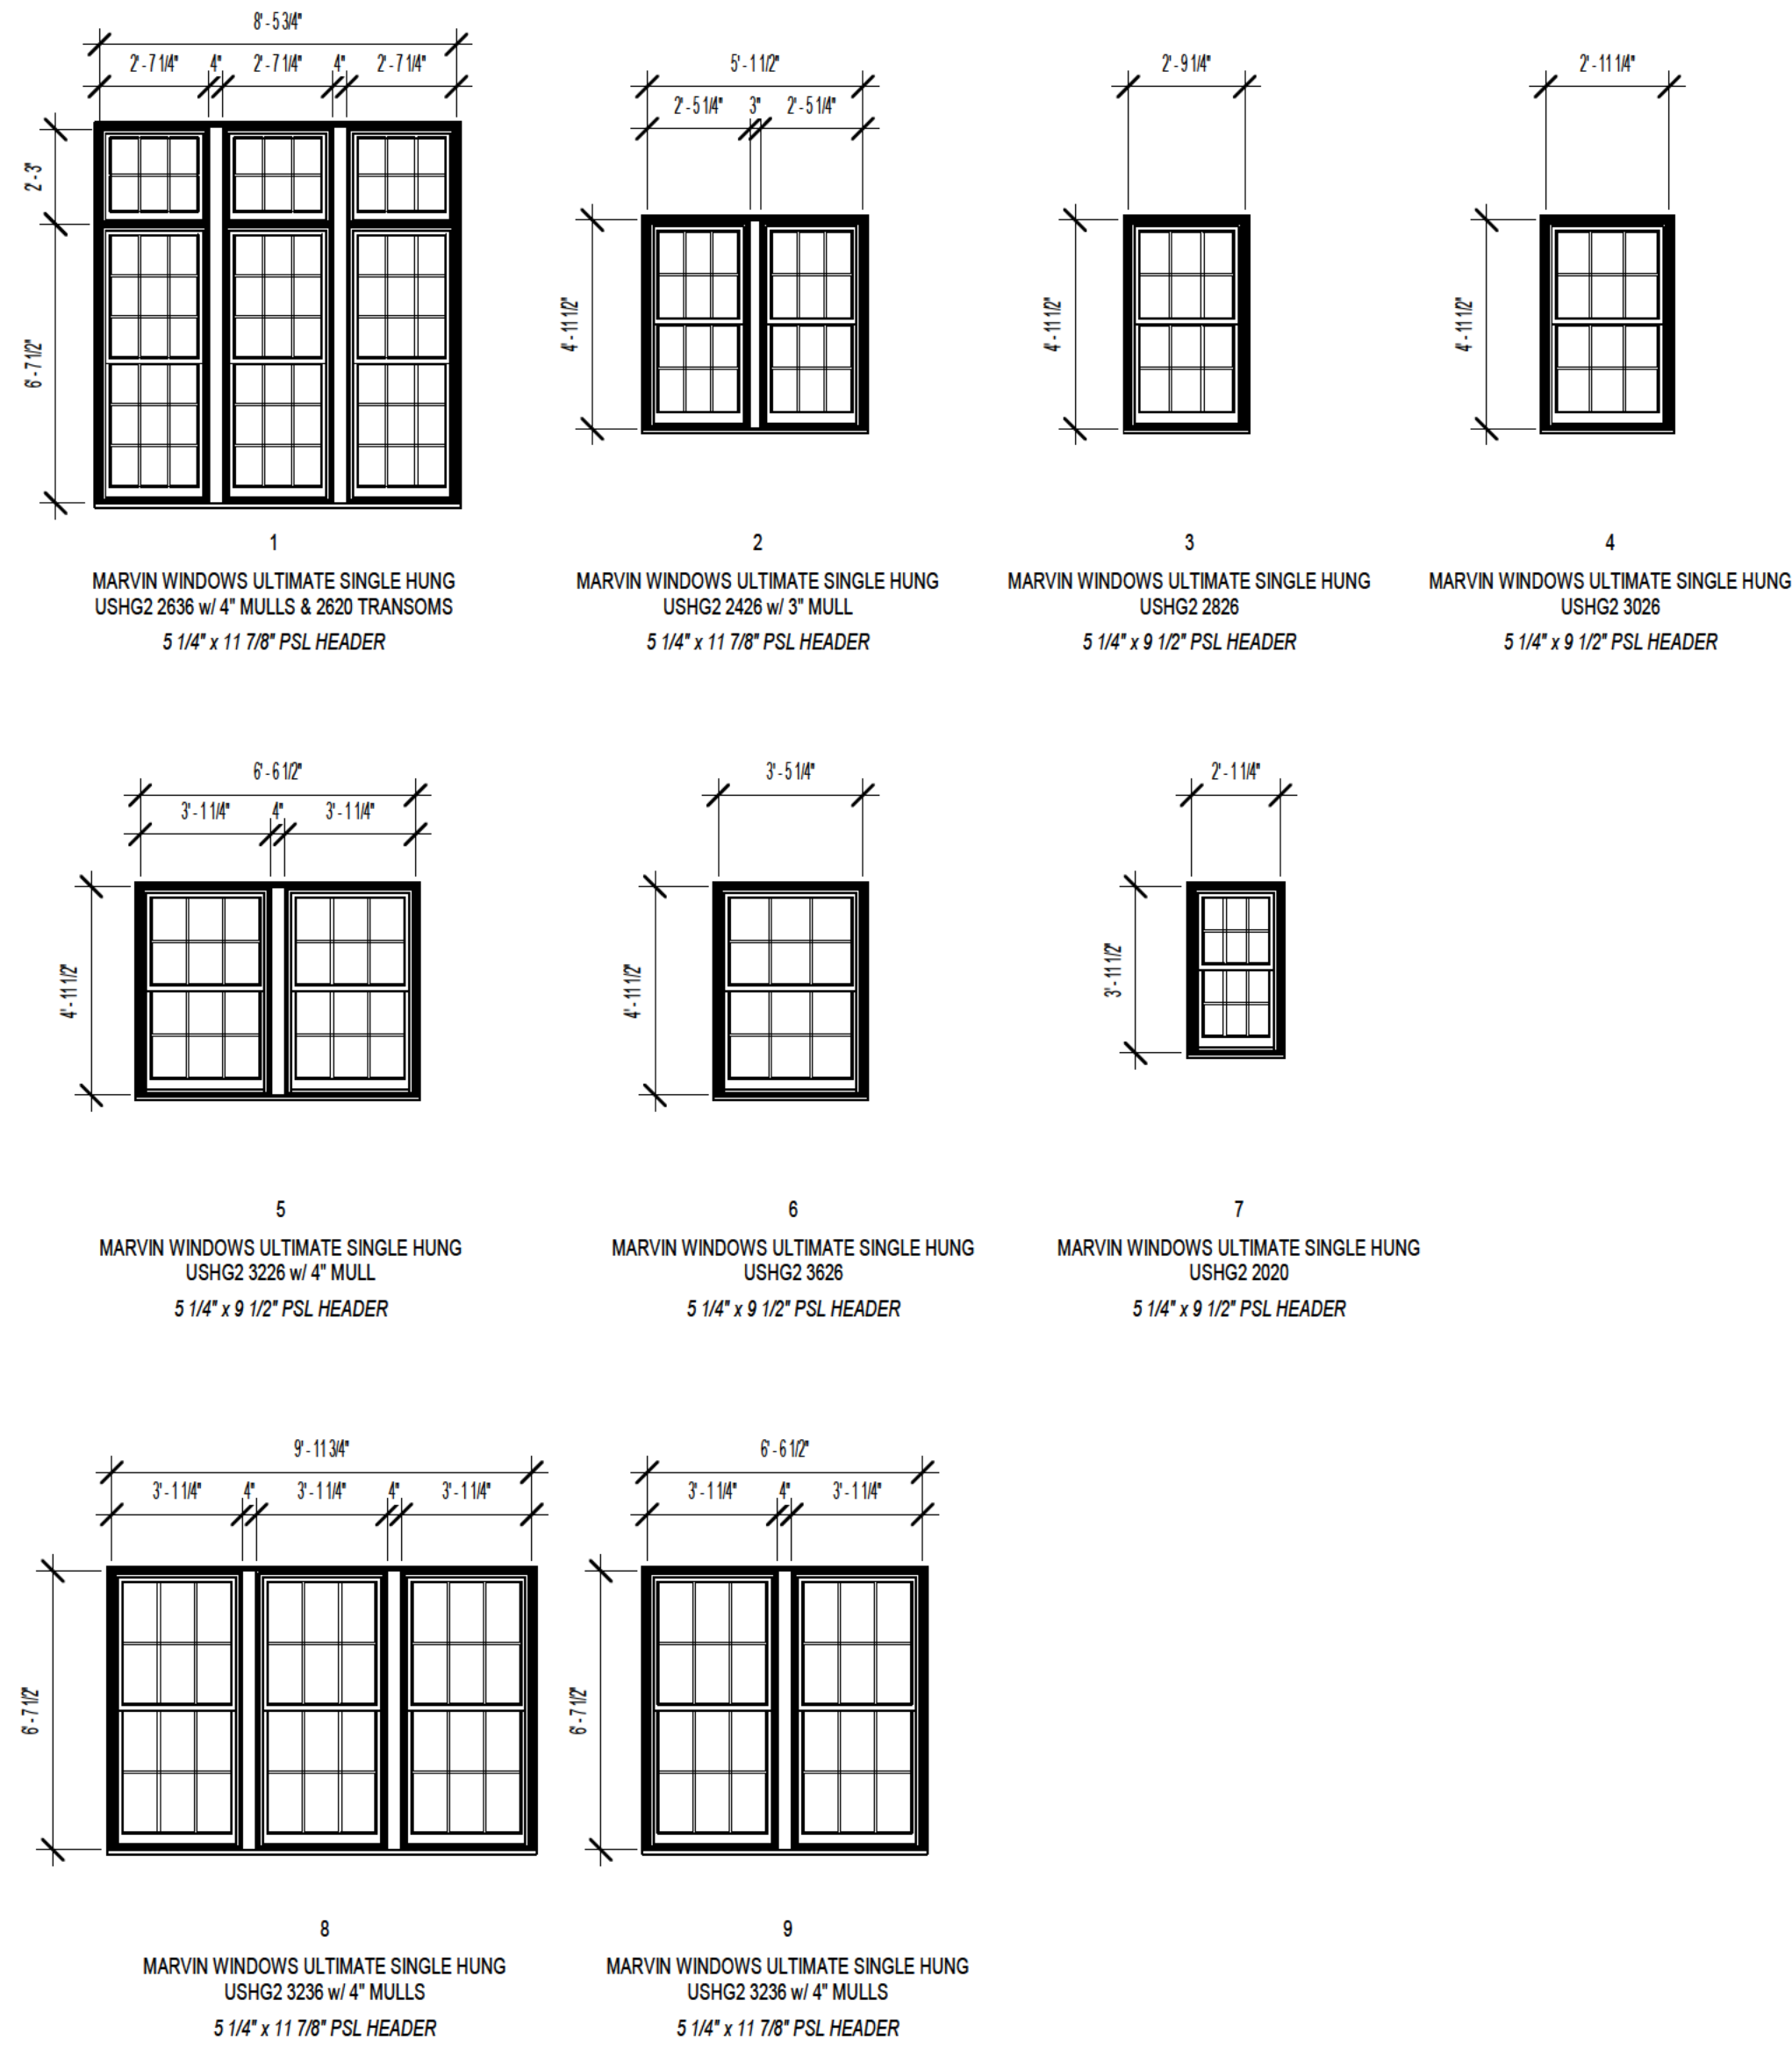 8' - 5 3/4"
2' - 7 1/4" 4" 2' - 7 1/4" 4" 2' - 7 1/4"
2' - 3"
6' - 7 1/2"
1
MARVIN WINDOWS ULTIMATE SINGLE HUNG
USHG2 2636 w/ 4" MULLS & 2620 TRANSOMS
5 1/4" x 11 7/8" PSL HEADER
5' - 1 1/2"
2' - 5 1/4" 3" 2' - 5 1/4"
4' - 11 1/2"
2
MARVIN WINDOWS ULTIMATE SINGLE HUNG
USHG2 2426 w/ 3" MULL
5 1/4" x 11 7/8" PSL HEADER
2' - 9 1/4"
4' - 11 1/2"
3
MARVIN WINDOWS ULTIMATE SINGLE HUNG
USHG2 2826
5 1/4" x 9 1/2" PSL HEADER
2' - 11 1/4"
4' - 11 1/2"
4
MARVIN WINDOWS ULTIMATE SINGLE HUNG
USHG2 3026
5 1/4" x 9 1/2" PSL HEADER
6' - 6 1/2"
3' - 1 1/4" 4" 3' - 1 1/4"
4' - 11 1/2"
5
MARVIN WINDOWS ULTIMATE SINGLE HUNG
USHG2 3226 w/ 4" MULL
5 1/4" x 9 1/2" PSL HEADER
3' - 5 1/4"
4' - 11 1/2"
6
MARVIN WINDOWS ULTIMATE SINGLE HUNG
USHG2 3626
5 1/4" x 9 1/2" PSL HEADER
2' - 1 1/4"
3' - 11 1/2"
7
MARVIN WINDOWS ULTIMATE SINGLE HUNG
USHG2 2020
5 1/4" x 9 1/2" PSL HEADER
9' - 11 3/4"
3' - 1 1/4" 4" 3' - 1 1/4" 4" 3' - 1 1/4"
6' - 7 1/2"
8
MARVIN WINDOWS ULTIMATE SINGLE HUNG
USHG2 3236 w/ 4" MULLS
5 1/4" x 11 7/8" PSL HEADER
6' - 6 1/2"
3' - 1 1/4" 4" 3' - 1 1/4"
6' - 7 1/2"
9
MARVIN WINDOWS ULTIMATE SINGLE HUNG
USHG2 3236 w/ 4" MULLS
5 1/4" x 11 7/8" PSL HEADER